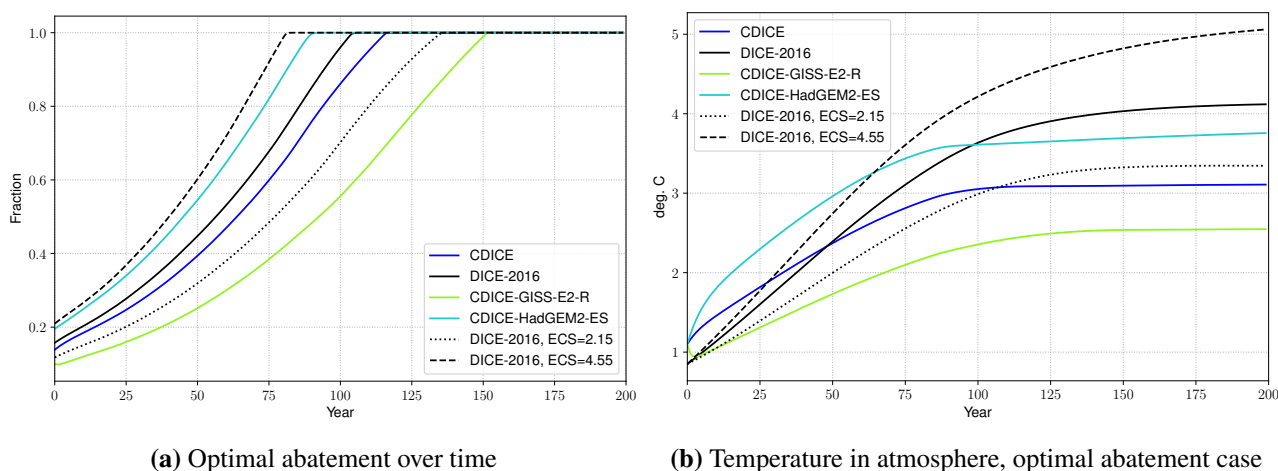 1.0
0.8
0.6
0.4
0.2
Fraction
0
25
50
75
100
125
150
175
200
Year
CDICE
DICE-2016
CDICE-GISS-E2-R
CDICE-HadGEM2-ES
DICE-2016, ECS=2.15
DICE-2016, ECS=4.55
(a) Optimal abatement over time
5
4
3
2
1
deg. C
0
25
50
75
100
125
150
175
200
Year
CDICE
DICE-2016
CDICE-GISS-E2-R
CDICE-HadGEM2-ES
DICE-2016, ECS=2.15
DICE-2016, ECS=4.55
(b) Temperature in atmosphere, optimal abatement case